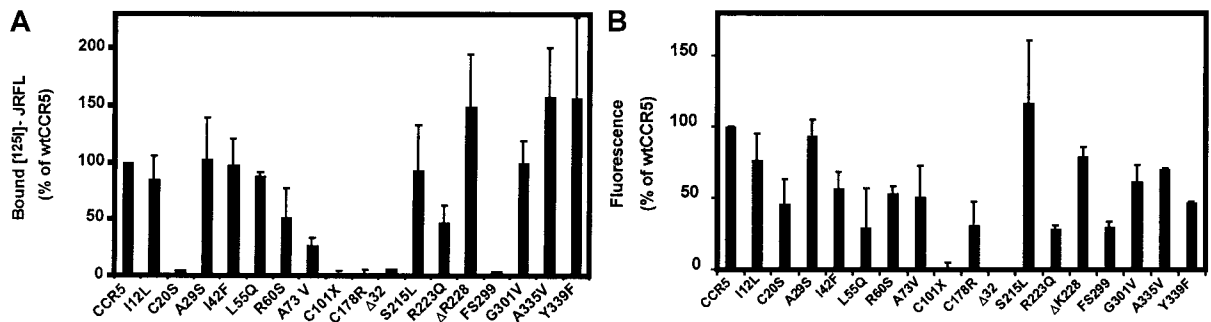 A
Bound [125I]- JRFL
(% of wtCCR5)
200
150
100
50
0
CCR5
I12L
C20S
A29S
I42F
L55Q
R60S
A73 V
C101X
C178R
Δ32
S215L
R223Q
ΔR228
FS299
G301V
A335V
Y339F
B
Fluorescence
(% of wtCCR5)
150
100
50
0
CCR5
I12L
C20S
A29S
I42F
L55Q
R60S
A73V
C101X
C178R
Δ32
S215L
R223Q
ΔK228
FS299
G301V
A335V
Y339F